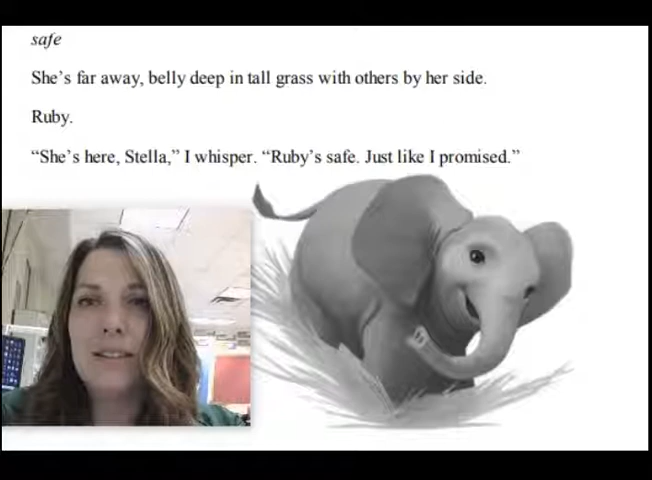 safe
She’s far away, belly deep in tall grass with others by her side.
Ruby.
“She’s here, Stella,” I whisper. “Ruby’s safe. Just like I promised.”